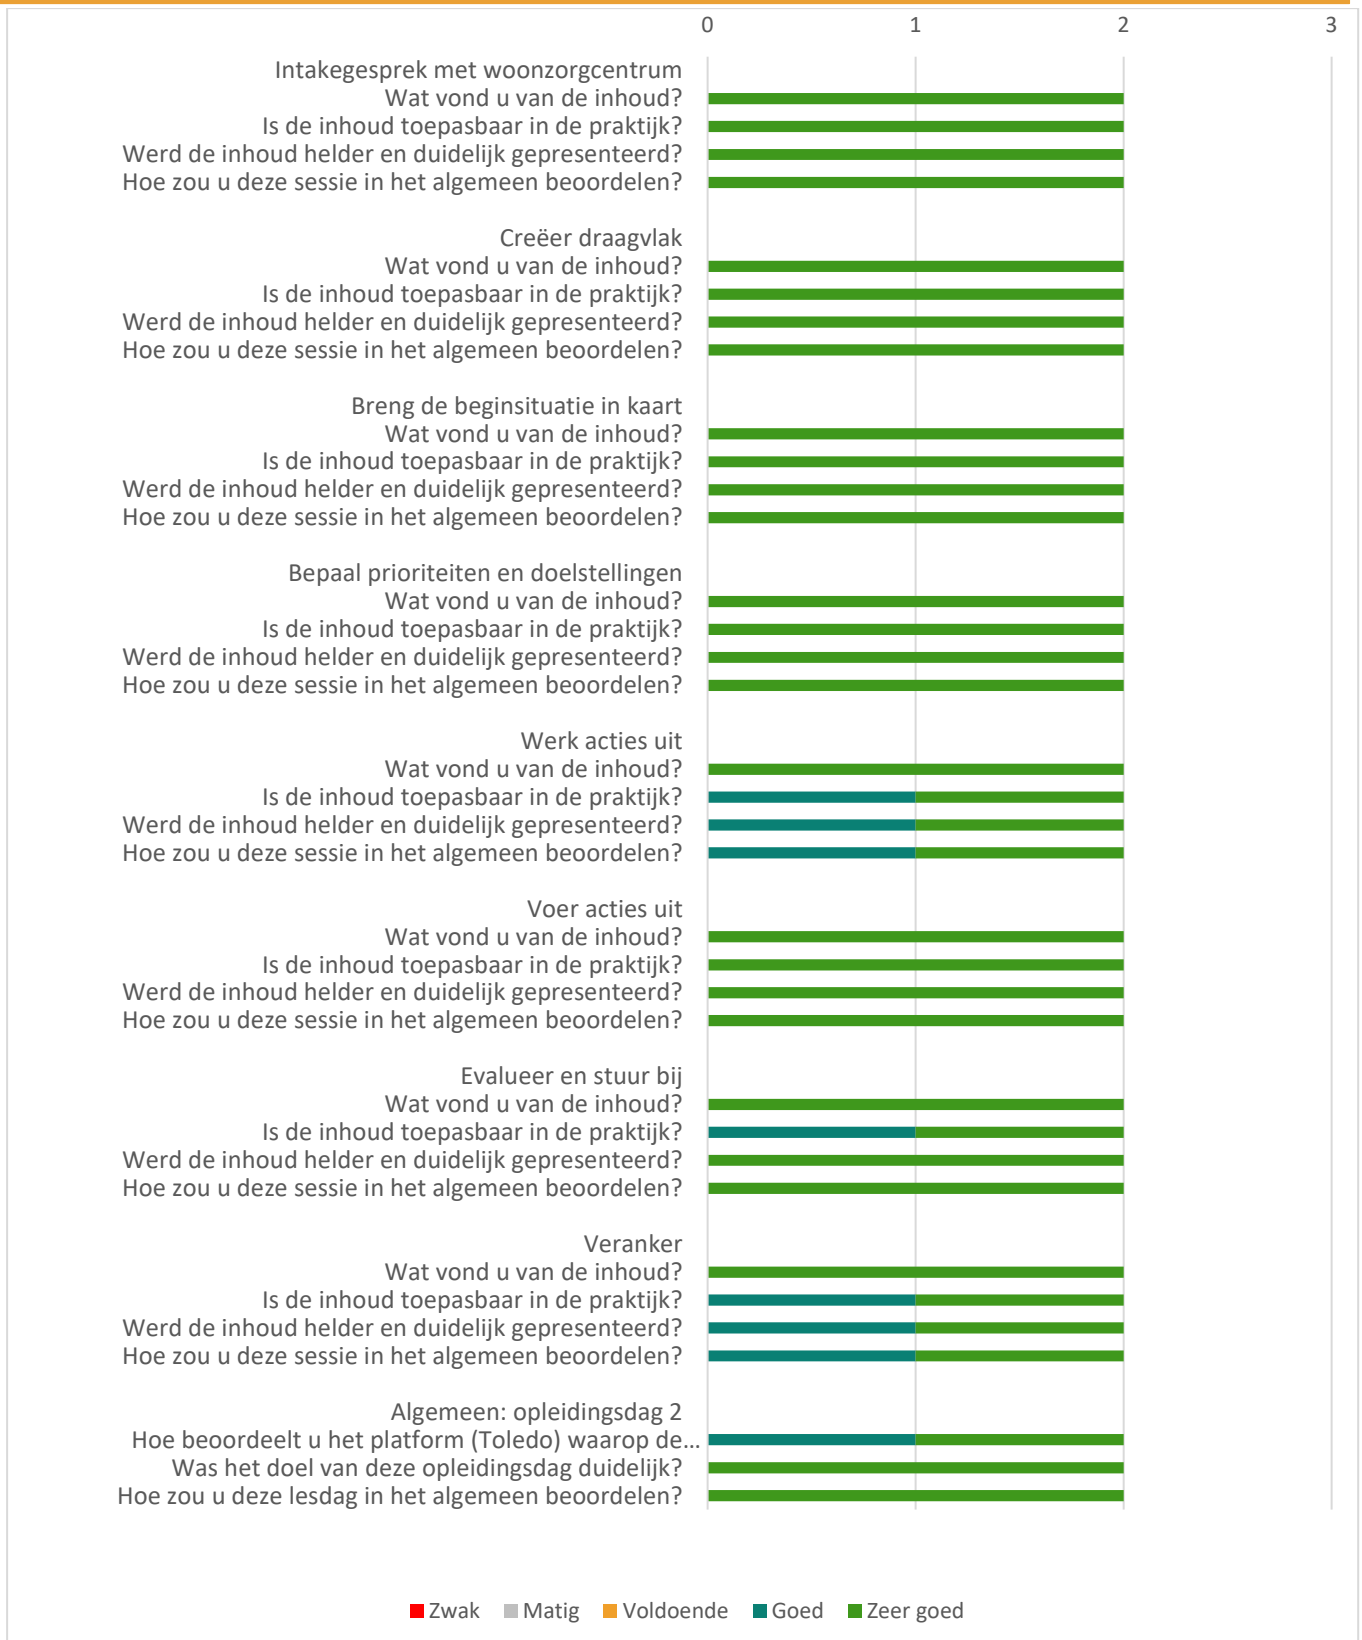 0 1 2 3
Intakegesprek met woonzorgcentrum
Wat vond u van de inhoud?
Is de inhoud toepasbaar in de praktijk?
Werd de inhoud helder en duidelijk gepresenteerd?
Hoe zou u deze sessie in het algemeen beoordelen?
Creëer draagvlak
Wat vond u van de inhoud?
Is de inhoud toepasbaar in de praktijk?
Werd de inhoud helder en duidelijk gepresenteerd?
Hoe zou u deze sessie in het algemeen beoordelen?
Breng de beginsituatie in kaart
Wat vond u van de inhoud?
Is de inhoud toepasbaar in de praktijk?
Werd de inhoud helder en duidelijk gepresenteerd?
Hoe zou u deze sessie in het algemeen beoordelen?
Bepaal prioriteiten en doelstellingen
Wat vond u van de inhoud?
Is de inhoud toepasbaar in de praktijk?
Werd de inhoud helder en duidelijk gepresenteerd?
Hoe zou u deze sessie in het algemeen beoordelen?
Werk acties uit
Wat vond u van de inhoud?
Is de inhoud toepasbaar in de praktijk?
Werd de inhoud helder en duidelijk gepresenteerd?
Hoe zou u deze sessie in het algemeen beoordelen?
Voer acties uit
Wat vond u van de inhoud?
Is de inhoud toepasbaar in de praktijk?
Werd de inhoud helder en duidelijk gepresenteerd?
Hoe zou u deze sessie in het algemeen beoordelen?
Evalueer en stuur bij
Wat vond u van de inhoud?
Is de inhoud toepasbaar in de praktijk?
Werd de inhoud helder en duidelijk gepresenteerd?
Hoe zou u deze sessie in het algemeen beoordelen?
Veranker
Wat vond u van de inhoud?
Is de inhoud toepasbaar in de praktijk?
Werd de inhoud helder en duidelijk gepresenteerd?
Hoe zou u deze sessie in het algemeen beoordelen?
Algemeen: opleidingsdag 2
Hoe beoordeelt u het platform (Toledo) waarop de...
Was het doel van deze opleidingsdag duidelijk?
Hoe zou u deze lesdag in het algemeen beoordelen?
Zwak Matig Voldoende Goed Zeer goed